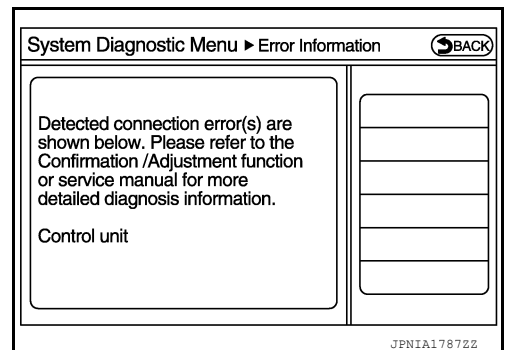 System Diagnostic Menu ▶ Error Information
BACK
Detected connection error(s) are
shown below. Please refer to the
Confirmation /Adjustment function
or service manual for more
detailed diagnosis information.
Control unit
JPNIA1787ZZ